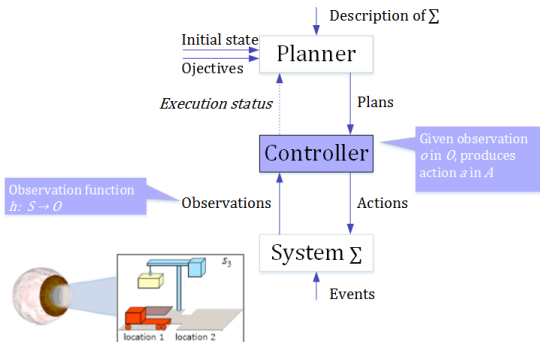 Description of Σ
Initial state
Ojectives
Planner
Execution status
Plans
Controller
Given observation
o in O, produces
action a in A
Observation function
h: S → O
Observations
Actions
System Σ
s₃
Events
location 1
location 2